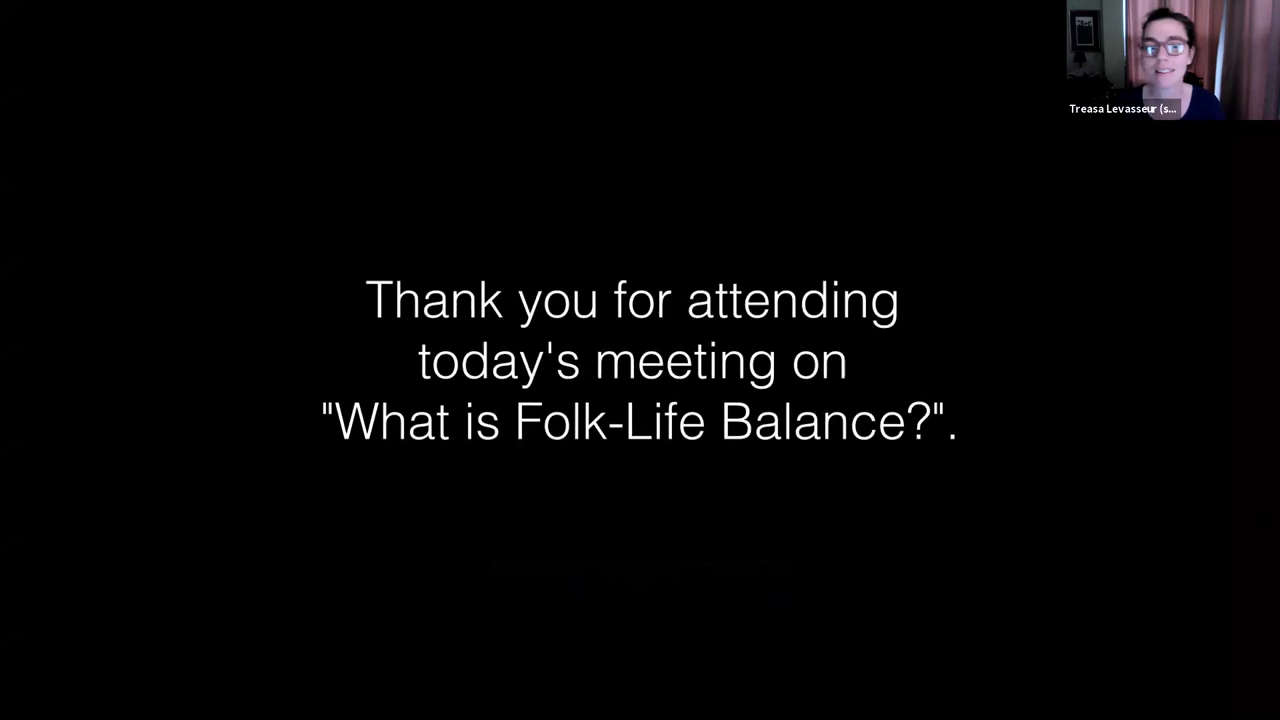 Treasa Levasseur (s...
Thank you for attending
today's meeting on
"What is Folk-Life Balance?".